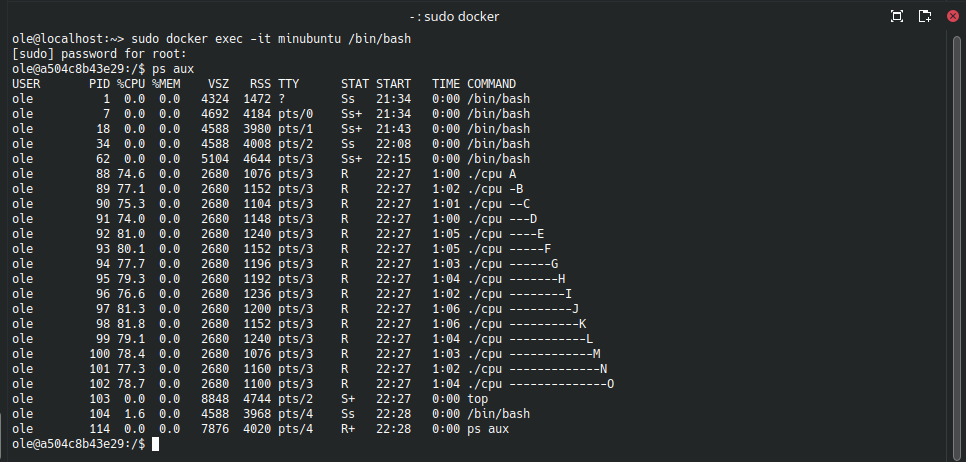 - : sudo docker
ole@localhost:~> sudo docker exec -it minubuntu /bin/bash
[sudo] password for root:
ole@a504c8b43e29:/$ ps aux
USER       PID %CPU %MEM    VSZ   RSS TTY      STAT START   TIME COMMAND
ole          1  0.0  0.0   4324  1472 ?        Ss   21:34   0:00 /bin/bash
ole          7  0.0  0.0   4692  4184 pts/0    Ss+  21:34   0:00 /bin/bash
ole         18  0.0  0.0   4588  3980 pts/1    Ss+  21:43   0:00 /bin/bash
ole         34  0.0  0.0   4588  4008 pts/2    Ss   22:08   0:00 /bin/bash
ole         62  0.0  0.0   5104  4644 pts/3    Ss+  22:15   0:00 /bin/bash
ole         88 74.6  0.0   2680  1076 pts/3    R    22:27   1:00 ./cpu A
ole         89 77.1  0.0   2680  1152 pts/3    R    22:27   1:02 ./cpu -B
ole         90 75.3  0.0   2680  1104 pts/3    R    22:27   1:01 ./cpu --C
ole         91 74.0  0.0   2680  1148 pts/3    R    22:27   1:00 ./cpu ---D
ole         92 81.0  0.0   2680  1240 pts/3    R    22:27   1:05 ./cpu ----E
ole         93 80.1  0.0   2680  1152 pts/3    R    22:27   1:05 ./cpu -----F
ole         94 77.7  0.0   2680  1196 pts/3    R    22:27   1:03 ./cpu ------G
ole         95 79.3  0.0   2680  1192 pts/3    R    22:27   1:04 ./cpu -------H
ole         96 76.6  0.0   2680  1236 pts/3    R    22:27   1:02 ./cpu --------I
ole         97 81.3  0.0   2680  1200 pts/3    R    22:27   1:06 ./cpu ---------J
ole         98 81.8  0.0   2680  1152 pts/3    R    22:27   1:06 ./cpu ----------K
ole         99 79.1  0.0   2680  1240 pts/3    R    22:27   1:04 ./cpu -----------L
ole        100 78.4  0.0   2680  1076 pts/3    R    22:27   1:03 ./cpu ------------M
ole        101 77.3  0.0   2680  1160 pts/3    R    22:27   1:02 ./cpu -------------N
ole        102 78.7  0.0   2680  1100 pts/3    R    22:27   1:04 ./cpu --------------O
ole        103  0.0  0.0   8848  4744 pts/2    S+   22:27   0:00 top
ole        104  1.6  0.0   4588  3968 pts/4    Ss   22:28   0:00 /bin/bash
ole        114  0.0  0.0   7876  4020 pts/4    R+   22:28   0:00 ps aux
ole@a504c8b43e29:/$